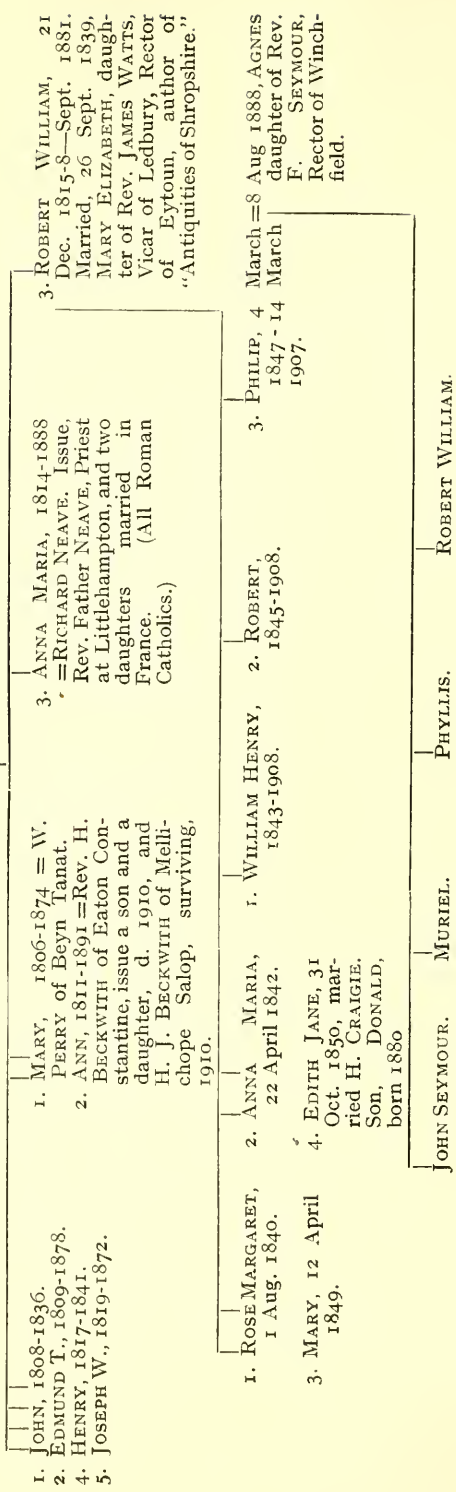 1. JOHN, 1808-1836.
2. EDMUND T., 1809-1878.
4. HENRY, 1817-1841.
5. JOSEPH W., 1819-1872.
1. MARY, 1806-1874 = W.
PERRY of Beyn Tanat.
2. ANN, 1811-1891 = Rev. H.
BECKWITH of Eaton Con-
stantine, issue a son and a
daughter, d. 1910, and
H. J. BECKWITH of Melli-
chope Salop, surviving,
1910.
3. ANNA MARIA, 1814-1888
=RICHARD NEAVE. Issue,
Rev. Father NEAVE, Priest
at Littlehampton, and two
daughters married in
France. (All Roman
Catholics.)
3. ROBERT WILLIAM, 21
Dec. 1815-8—Sept. 1881.
Married, 26 Sept. 1839,
MARY ELIZABETH, daugh-
ter of Rev. JAMES WATTS,
Vicar of Ledbury, Rector
of Eytoun, author of
"Antiquities of Shropshire."
1. ROSE MARGARET,
1 Aug. 1840.
2. ANNA MARIA,
22 April 1842.
3. MARY, 12 April
1849.
4. EDITH JANE, 31
Oct. 1850, mar-
ried H. CRAIGIE.
Son, DONALD,
born 1880
1. WILLIAM HENRY,
1843-1908.
2. ROBERT,
1845-1908.
3. PHILIP, 4 March
1847 - 14 March
1907.
=8 Aug 1888, AGNES
daughter of Rev.
F. SEYMOUR,
Rector of Winch-
field.
JOHN SEYMOUR. MURIEL. PHYLLIS. ROBERT WILLIAM.